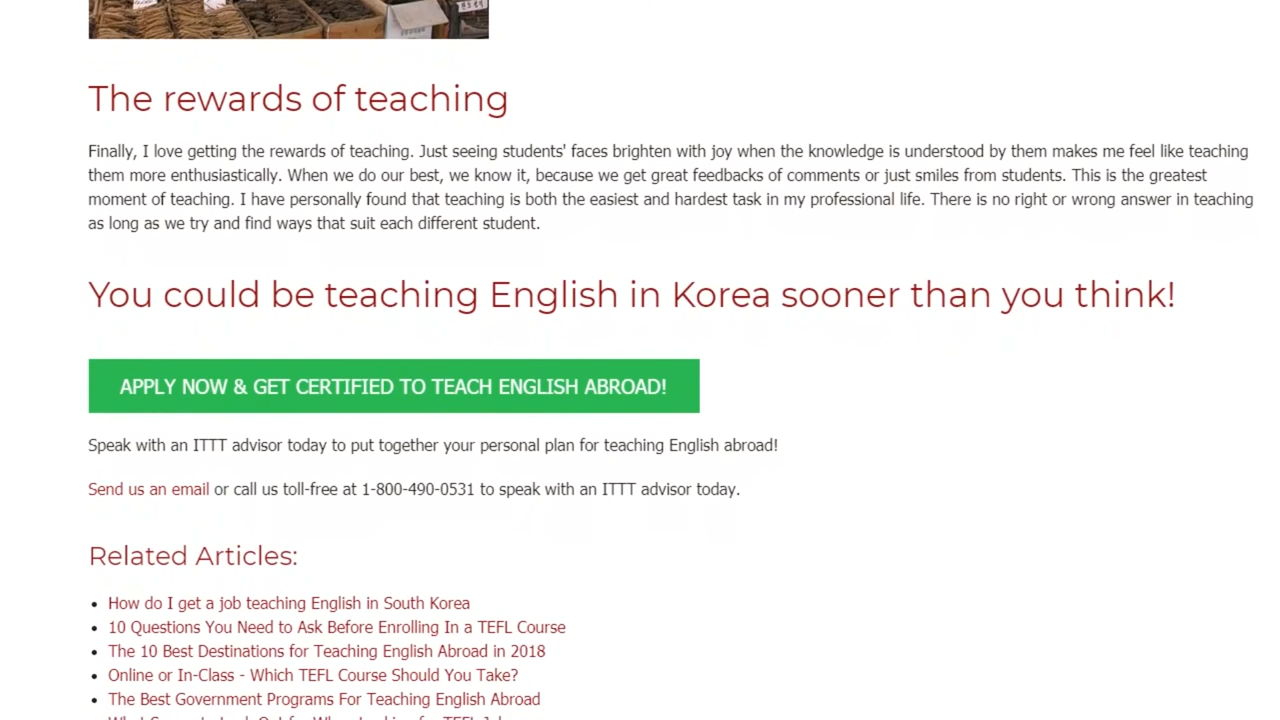 The rewards of teaching
Finally, I love getting the rewards of teaching. Just seeing students' faces brighten with joy when the knowledge is understood by them makes me feel like teaching
them more enthusiastically. When we do our best, we know it, because we get great feedbacks of comments or just smiles from students. This is the greatest
moment of teaching. I have personally found that teaching is both the easiest and hardest task in my professional life. There is no right or wrong answer in teaching
as long as we try and find ways that suit each different student.
You could be teaching English in Korea sooner than you think!
APPLY NOW & GET CERTIFIED TO TEACH ENGLISH ABROAD!
Speak with an ITTT advisor today to put together your personal plan for teaching English abroad!
Send us an email or call us toll-free at 1-800-490-0531 to speak with an ITTT advisor today.
Related Articles:
• How do I get a job teaching English in South Korea
• 10 Questions You Need to Ask Before Enrolling In a TEFL Course
• The 10 Best Destinations for Teaching English Abroad in 2018
• Online or In-Class - Which TEFL Course Should You Take?
• The Best Government Programs For Teaching English Abroad